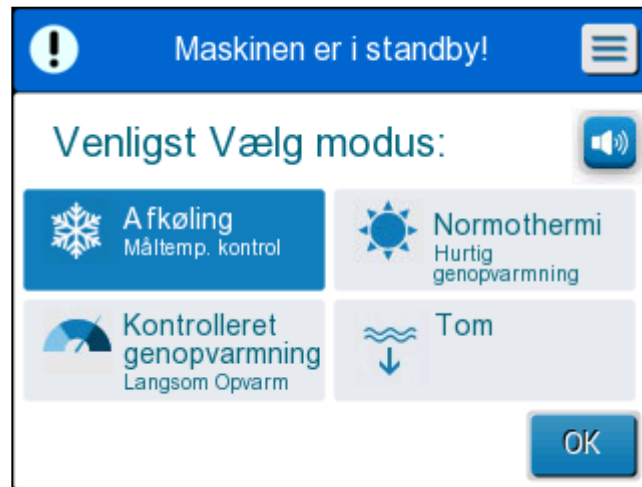 Maskinen er i standby!
Venligst Vælg modus:
Afkøling
Måltemp. kontrol
Normothermi
Hurtig
genopvarmning
Kontrolleret
genopvarmning
Langsom Opvarm
Tom
OK